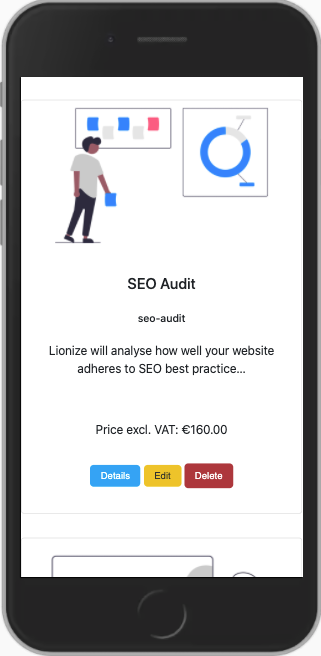 SEO Audit
seo-audit
Lionize will analyse how well your website
adheres to SEO best practice...
Price excl. VAT: €160.00
Details Edit Delete